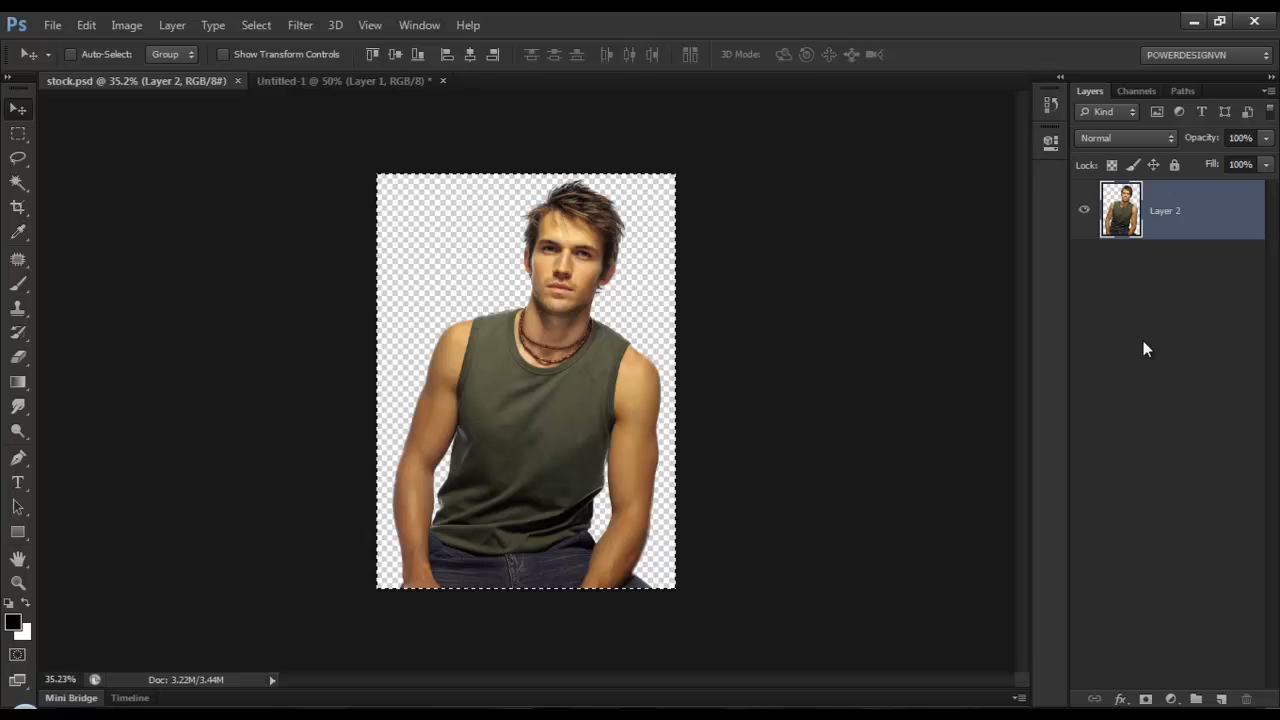 Ps File Edit Image Layer Type Select Filter 3D View Window Help
Auto-Select: Group Show Transform Controls 3D Mode: POWERDESIGNVN
stock.psd @ 35.2% (Layer 2, RGB/8#) × Untitled-1 @ 50% (Layer 1, RGB/8) * ×
Layers Channels Paths
Kind
Normal Opacity: 100%
Lock: Fill: 100%
Layer 2
35.23% Doc: 3.22M/3.44M
Mini Bridge Timeline